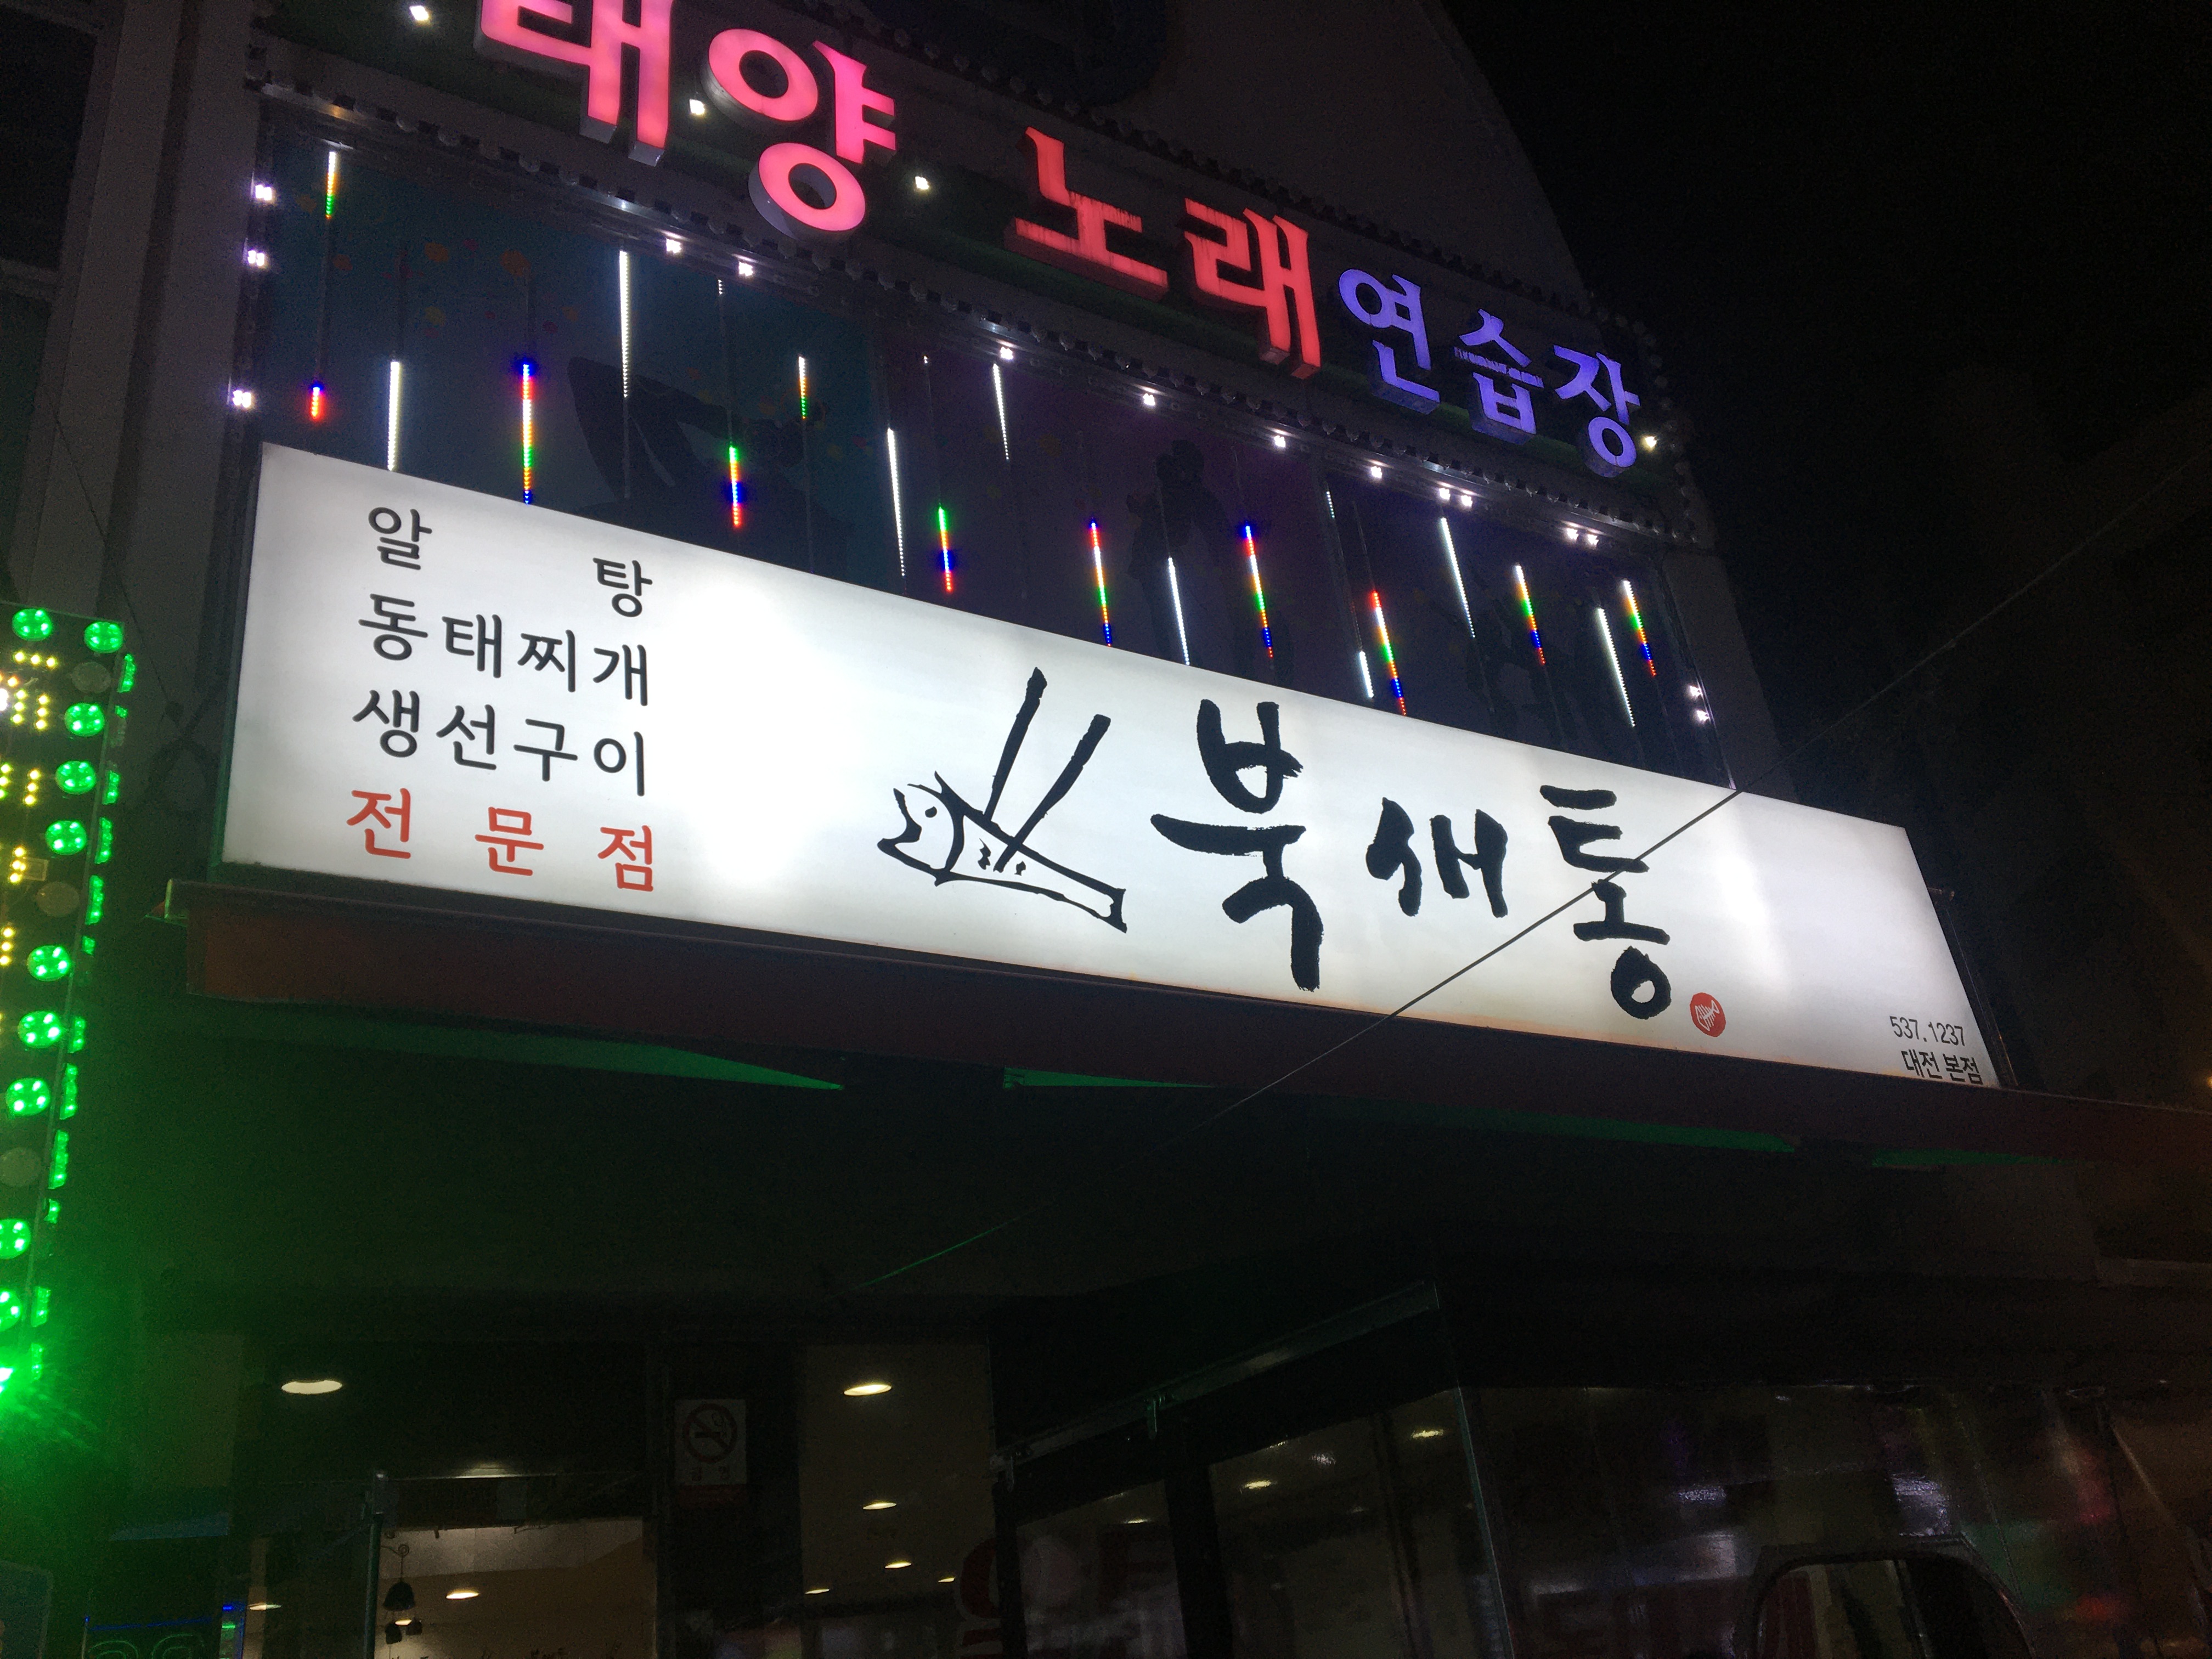 태양 노래연습장
알 탕
동태찌개
생선구이
전 문 점
북새통
537.1237
대전 본점